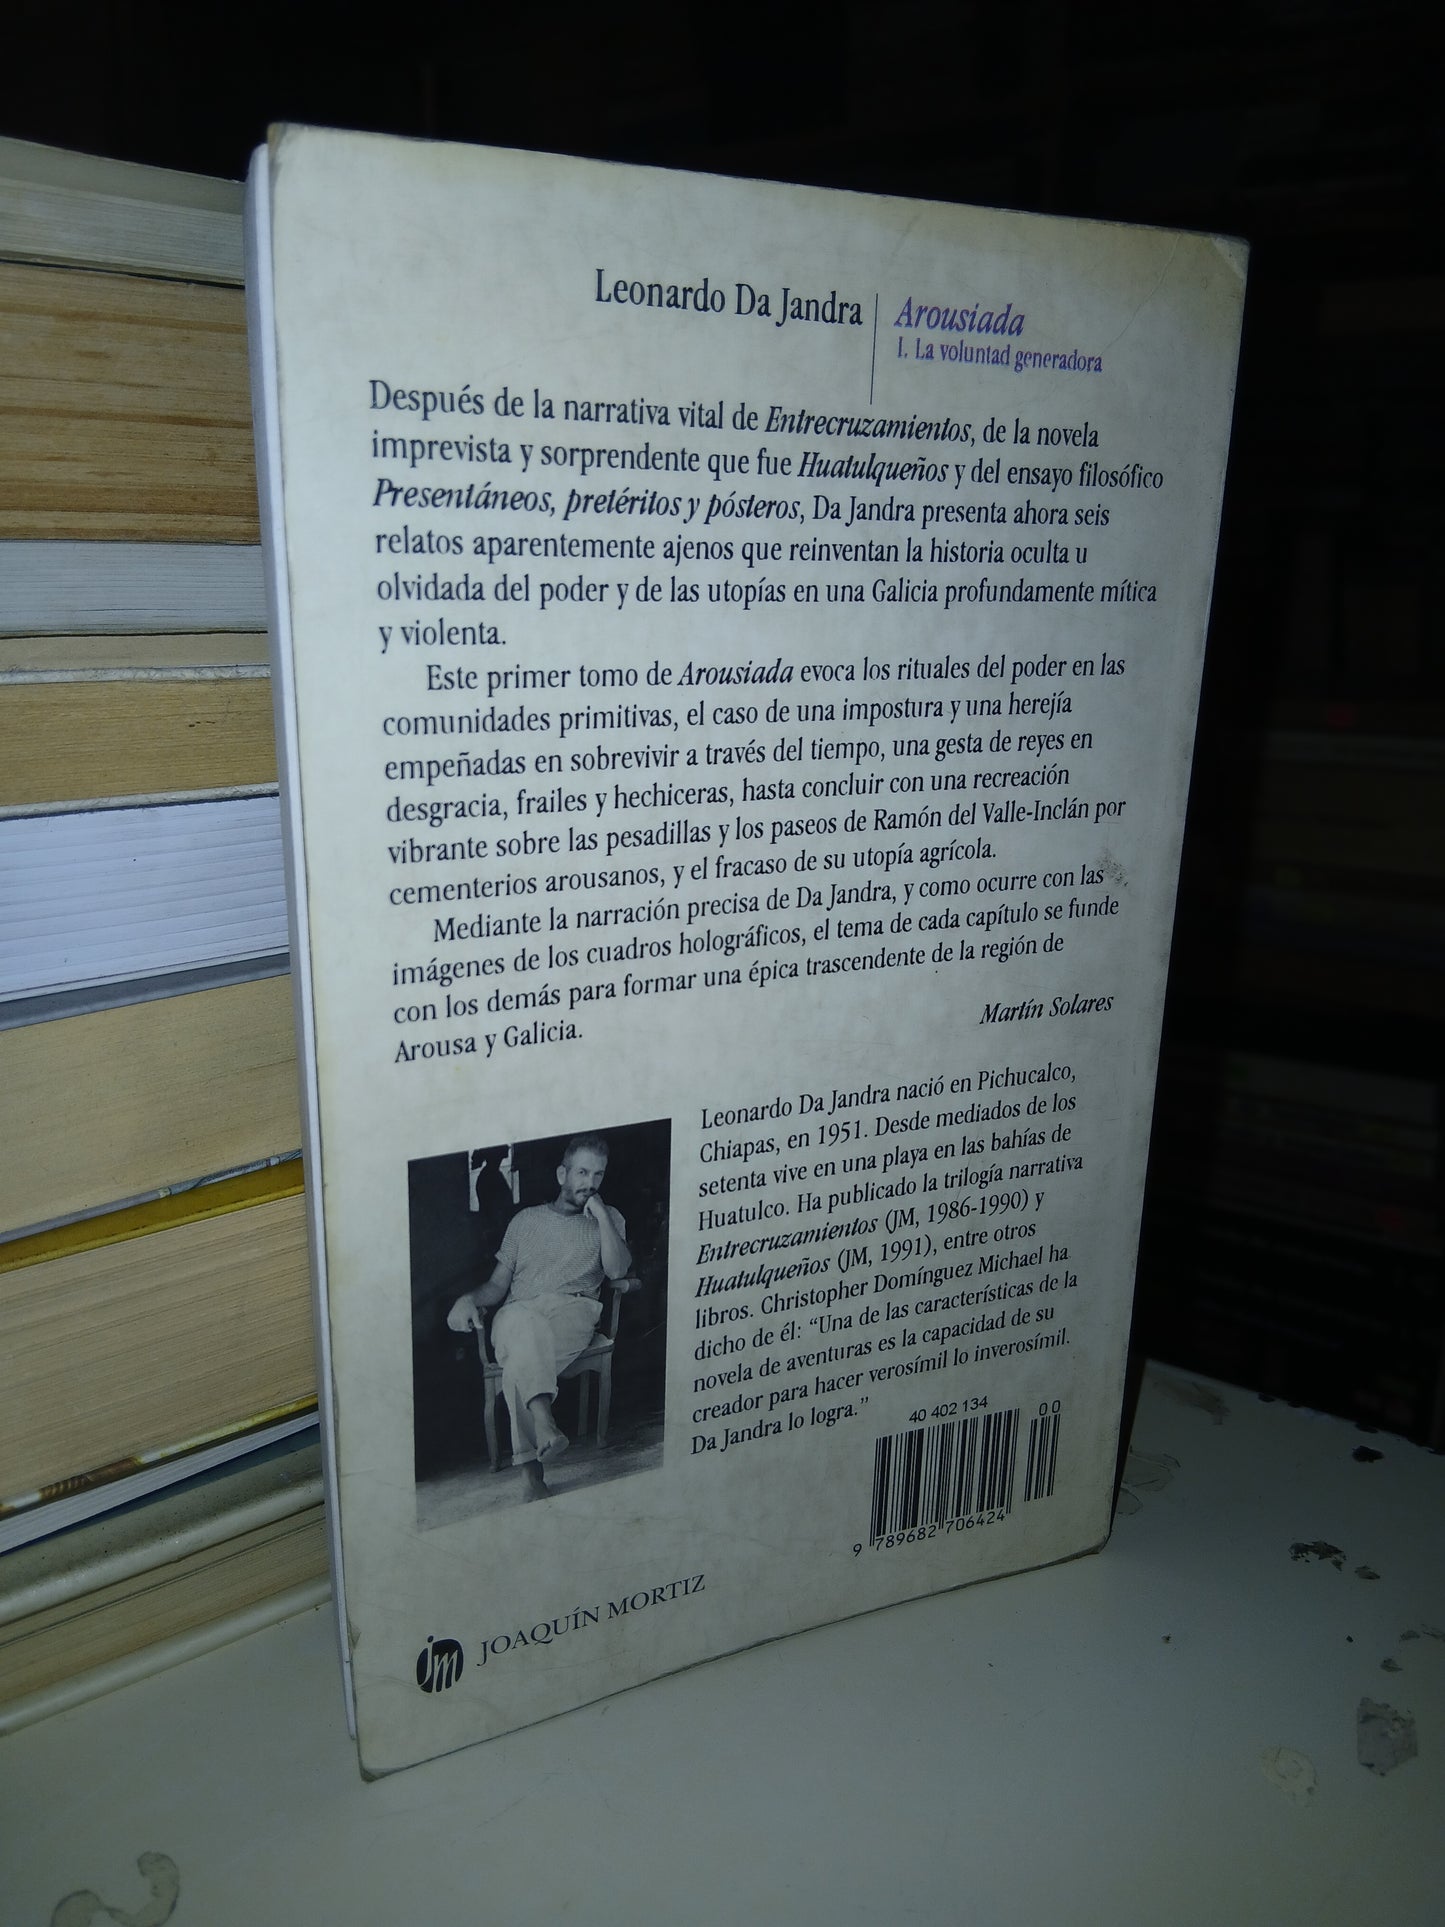 Leonardo Da Jandra
Arousiada
I. La voluntad generadora
Después de la narrativa vital de Entrecruzamientos, de la novela
imprevista y sorprendente que fue Huatulqueños y del ensayo filosófico
Presentáneos, pretéritos y pósteros, Da Jandra presenta ahora seis
relatos aparentemente ajenos que reinventan la historia oculta u
olvidada del poder y de las utopías en una Galicia profundamente mítica
y violenta.
Este primer tomo de Arousiada evoca los rituales del poder en las
comunidades primitivas, el caso de una impostura y una herejía
empeñadas en sobrevivir a través del tiempo, una gesta de reyes en
desgracia, frailes y hechiceras, hasta concluir con una recreación
vibrante sobre las pesadillas y los paseos de Ramón del Valle-Inclán por
cementerios arousanos, y el fracaso de su utopía agrícola.
Mediante la narración precisa de Da Jandra, y como ocurre con las
imágenes de los cuadros holográficos, el tema de cada capítulo se funde
con los demás para formar una épica trascendente de la región de
Arousa y Galicia.
Martín Solares
Leonardo Da Jandra nació en Pichucalco,
Chiapas, en 1951. Desde mediados de los
setenta vive en una playa en las bahías de
Huatulco. Ha publicado la trilogía narrativa
Entrecruzamientos (JM, 1986-1990) y
Huatulqueños (JM, 1991), entre otros
libros. Christopher Domínguez Michael ha
dicho de él: “Una de las características de la
novela de aventuras es la capacidad de su
creador para hacer verosímil lo inverosímil.
Da Jandra lo logra.”
40 402 134
00
9 789682 706424
jm JOAQUÍN MORTIZ